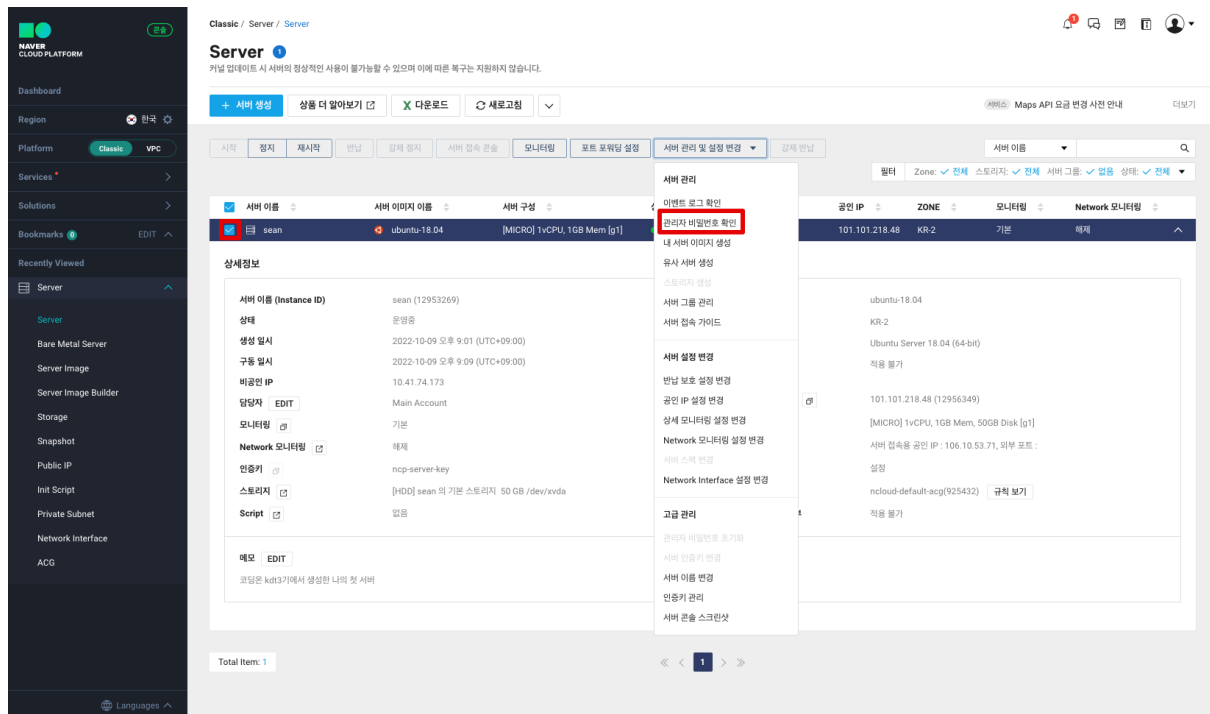 콘솔
NAVER
CLOUD PLATFORM
Dashboard
Region 한국
Platform Classic VPC
Services
Solutions
Bookmarks 0 EDIT
Recently Viewed
Server
Server
Bare Metal Server
Server Image
Server Image Builder
Storage
Snapshot
Public IP
Init Script
Private Subnet
Network Interface
ACG
Languages
Classic / Server / Server
Server 1
커널 업데이트 시 서버의 정상적인 사용이 불가능할 수 있으며 이에 따른 복구는 지원하지 않습니다.
+ 서버 생성 상품 더 알아보기 다운로드 새로고침
서비스 Maps API 요금 변경 사전 안내 더보기
시작 정지 재시작 반납 강제 정지 서버 접속 콘솔 모니터링 포트 포워딩 설정 서버 관리 및 설정 변경 강제 반납 서버 이름
필터 Zone: 전체 스토리지: 전체 서버 그룹: 없음 상태: 전체
서버 이름 서버 이미지 이름 서버 구성 공인 IP ZONE 모니터링 Network 모니터링
sean ubuntu-18.04 [MICRO] 1vCPU, 1GB Mem [g1] 101.101.218.48 KR-2 기본 해제
서버 관리
이벤트 로그 확인
관리자 비밀번호 확인
내 서버 이미지 생성
유사 서버 생성
스토리지 생성
서버 그룹 관리
서버 접속 가이드
서버 설정 변경
반납 보호 설정 변경
공인 IP 설정 변경
상세 모니터링 설정 변경
Network 모니터링 설정 변경
서버 스펙 변경
Network Interface 설정 변경
고급 관리
관리자 비밀번호 초기화
서버 인증키 변경
서버 이름 변경
인증키 관리
서버 콘솔 스크린샷
상세정보
서버 이름 (Instance ID) sean (12953269)
상태 운영중
생성 일시 2022-10-09 오후 9:01 (UTC+09:00)
구동 일시 2022-10-09 오후 9:09 (UTC+09:00)
비공인 IP 10.41.74.173
담당자 EDIT Main Account
모니터링 기본
Network 모니터링 해제
인증키 ncp-server-key
스토리지 [HDD] sean 의 기본 스토리지 50 GB /dev/xvda
Script 없음
ubuntu-18.04
KR-2
Ubuntu Server 18.04 (64-bit)
적용 불가
101.101.218.48 (12956349)
[MICRO] 1vCPU, 1GB Mem, 50GB Disk [g1]
서버 접속용 공인 IP : 106.10.53.71, 외부 포트 :
설정
ncloud-default-acg(925432) 규칙 보기
적용 불가
메모 EDIT
코딩온 kdt3기에서 생성한 나의 첫 서버
Total Item: 1
1